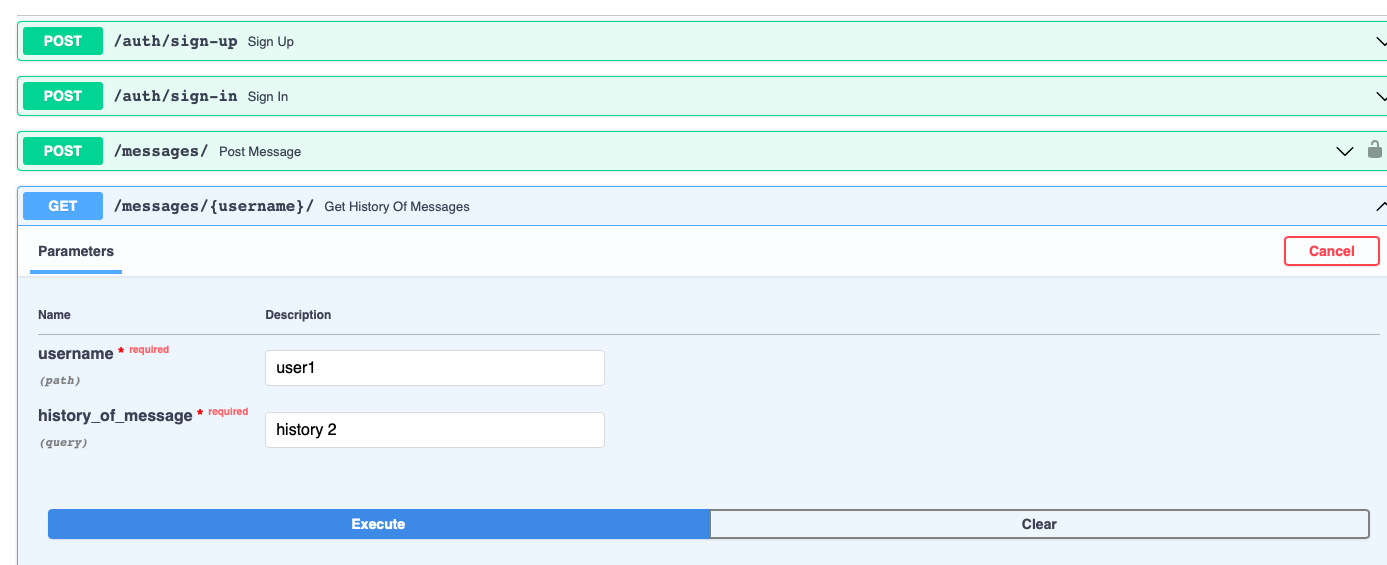 POST /auth/sign-up Sign Up
POST /auth/sign-in Sign In
POST /messages/ Post Message
GET /messages/{username}/ Get History Of Messages
Parameters Cancel
Name Description
username * required user1
(path)
history_of_message * required history 2
(query)
Execute Clear